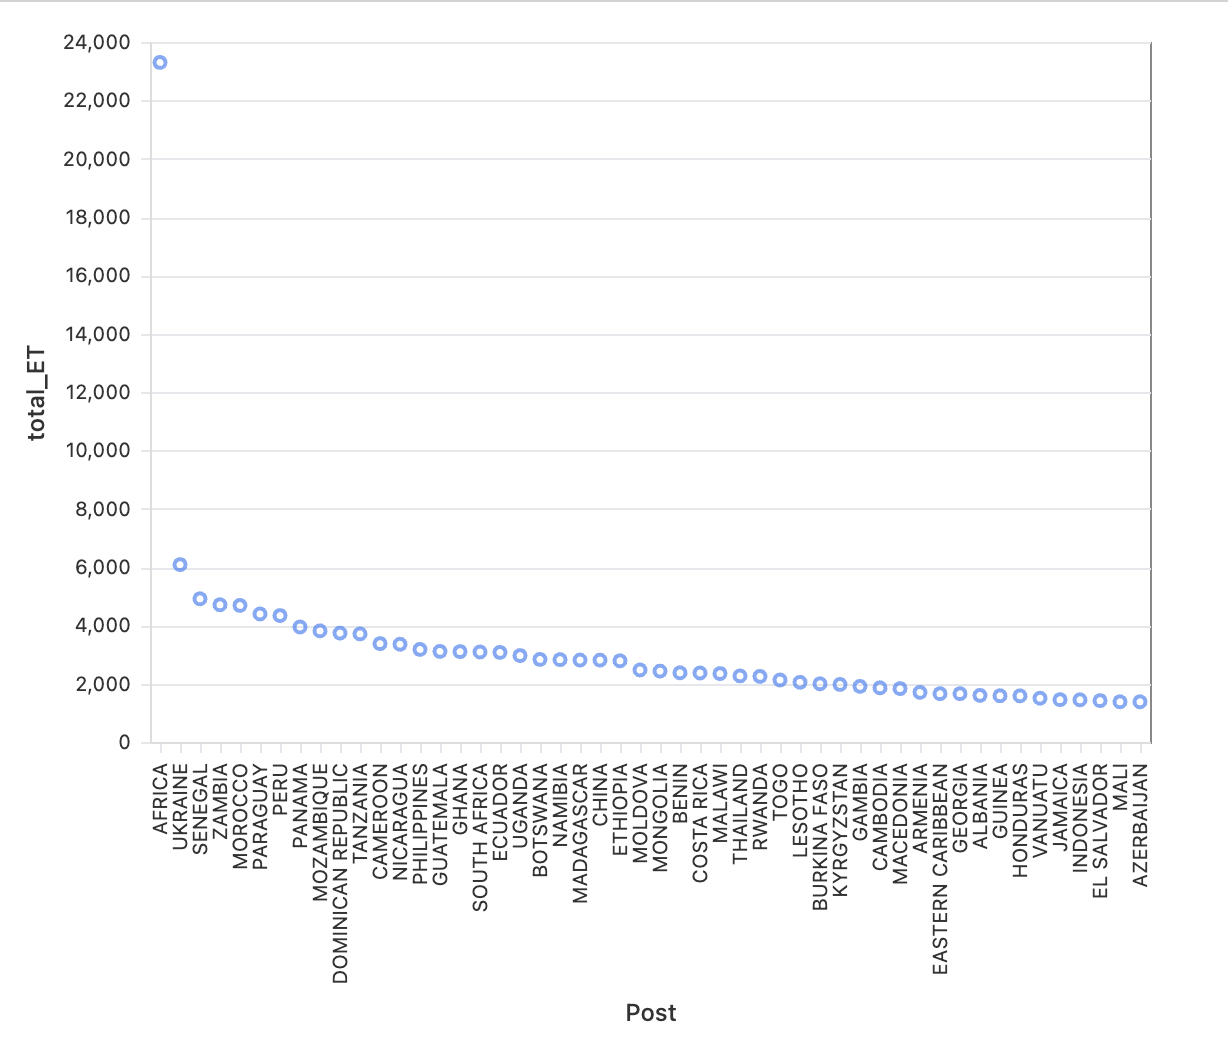 24,000
22,000
20,000
18,000
16,000
14,000
12,000
10,000
8,000
6,000
4,000
2,000
0
total_ET
AFRICA
UKRAINE
SENEGAL
ZAMBIA
MOROCCO
PARAGUAY
PERU
PANAMA
MOZAMBIQUE
DOMINICAN REPUBLIC
TANZANIA
CAMEROON
NICARAGUA
PHILIPPINES
GUATEMALA
GHANA
SOUTH AFRICA
ECUADOR
UGANDA
BOTSWANA
NAMIBIA
MADAGASCAR
CHINA
ETHIOPIA
MOLDOVA
MONGOLIA
BENIN
COSTA RICA
MALAWI
THAILAND
RWANDA
TOGO
LESOTHO
BURKINA FASO
KYRGYZSTAN
GAMBIA
CAMBODIA
MACEDONIA
ARMENIA
EASTERN CARIBBEAN
GEORGIA
ALBANIA
GUINEA
HONDURAS
VANUATU
JAMAICA
INDONESIA
EL SALVADOR
MALI
AZERBAIJAN
Post